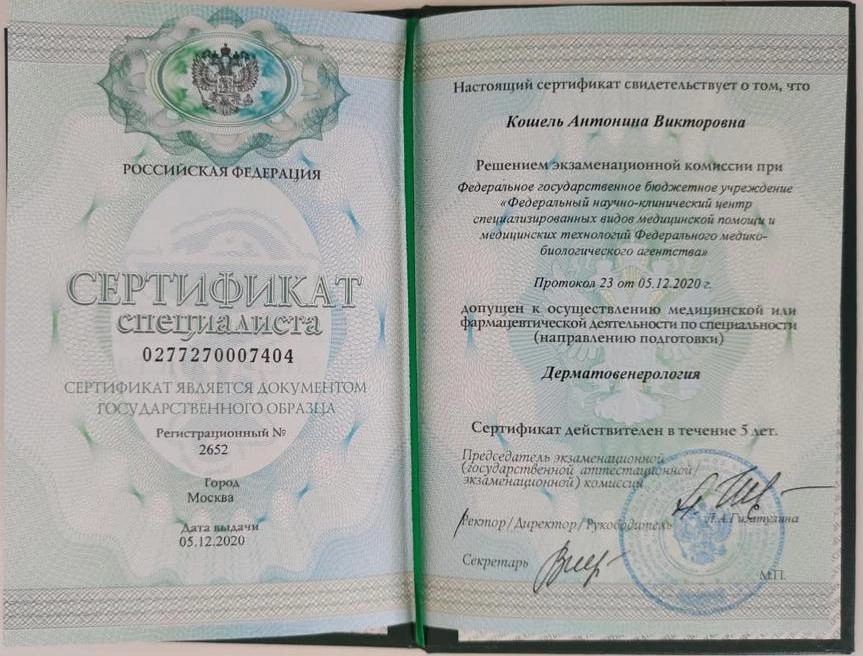 РОССИЙСКАЯ ФЕДЕРАЦИЯ
СЕРТИФИКАТ
специалиста
0277270007404
СЕРТИФИКАТ ЯВЛЯЕТСЯ ДОКУМЕНТОМ
ГОСУДАРСТВЕННОГО ОБРАЗЦА
Регистрационный №
2652
Город
Москва
Дата выдачи
05.12.2020
Настоящий сертификат свидетельствует о том, что
Кошель Антонина Викторовна
Решением экзаменационной комиссии при
Федеральное государственное бюджетное учреждение
«Федеральный научно-клинический центр
специализированных видов медицинской помощи и
медицинских технологий Федерального медико-
биологического агентства»
Протокол 23 от 05.12.2020 г.
допущен к осуществлению медицинской или
фармацевтической деятельности по специальности
(направлению подготовки)
Дерматовенерология
Сертификат действителен в течение 5 лет.
Председатель экзаменационной
(государственной аттестационной/
экзаменационной) комиссии
Ректор/Директор/Руководитель
Секретарь
М.П.